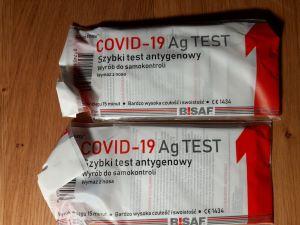 COVID-19 Ag TEST
Szybki test antygenowy
Wyrób do samokontroli
Wymaz z nosa
ciągu 15 minut • Bardzo wysoka czułość i swoistość • CE 1434
BISAF
COVID-19 Ag TEST
Szybki test antygenowy
Wyrób do samokontroli
Wymaz z nosa
15 minut • Bardzo wysoka czułość i swoistość • CE 1434
BISAF